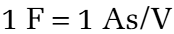 1 F = 1 As/V